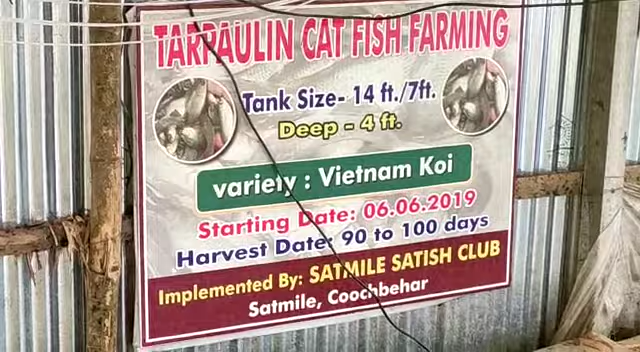 TARPAULIN CAT FISH FARMING
Tank Size- 14 ft./7ft.
Deep - 4 ft.
variety : Vietnam Koi
Starting Date: 06.06.2019
Harvest Date: 90 to 100 days
Implemented By: SATMILE SATISH CLUB
Satmile, Coochbehar